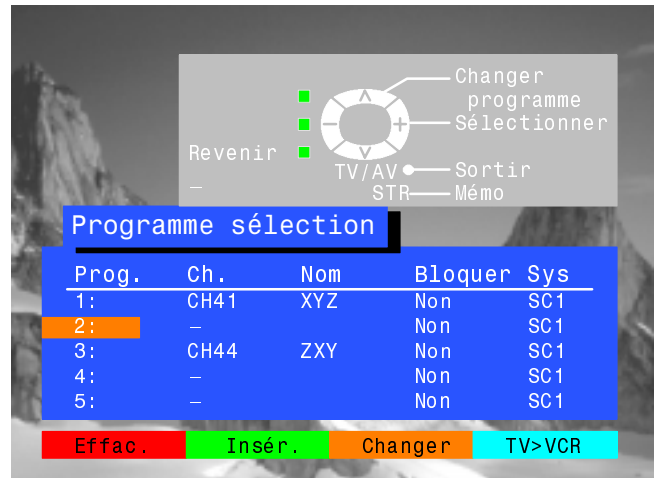 Changer
programme
Sélectionner
Revenir
TV/AV Sortir
– STR Mémo
Programme sélection
Prog. Ch. Nom Bloquer Sys
1: CH41 XYZ Non SC1
2: – Non SC1
3: CH44 ZXY Non SC1
4: – Non SC1
5: – Non SC1
Effac. Insér. Changer TV>VCR